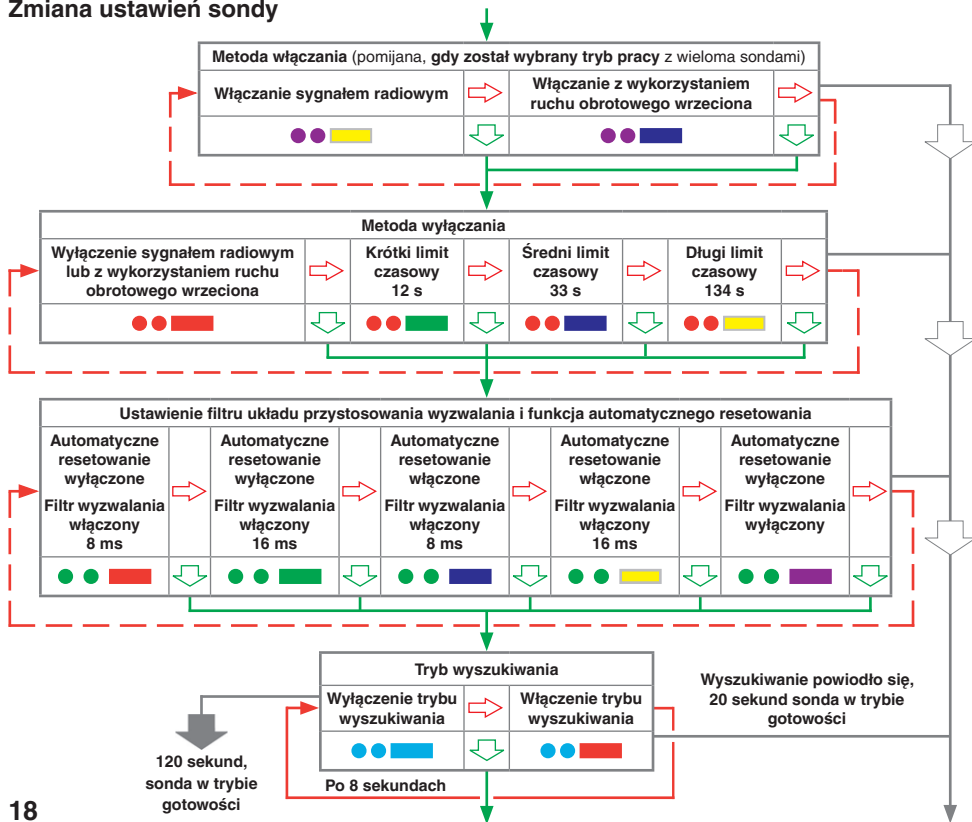 Zmiana ustawień sondy
Metoda włączania (pomijana, gdy został wybrany tryb pracy z wieloma sondami)
Włączanie sygnałem radiowym
Włączanie z wykorzystaniem
ruchu obrotowego wrzeciona
Metoda wyłączania
Wyłączenie sygnałem radiowym
lub z wykorzystaniem ruchu
obrotowego wrzeciona
Krótki limit
czasowy
12 s
Średni limit
czasowy
33 s
Długi limit
czasowy
134 s
Ustawienie filtru układu przystosowania wyzwalania i funkcja automatycznego resetowania
Automatyczne
resetowanie
wyłączone
Filtr wyzwalania
włączony
8 ms
Automatyczne
resetowanie
wyłączone
Filtr wyzwalania
włączony
16 ms
Automatyczne
resetowanie
włączone
Filtr wyzwalania
włączony
8 ms
Automatyczne
resetowanie
włączone
Filtr wyzwalania
włączony
16 ms
Automatyczne
resetowanie
wyłączone
Filtr wyzwalania
wyłączony
Tryb wyszukiwania
Wyłączenie trybu
wyszukiwania
Włączenie trybu
wyszukiwania
Po 8 sekundach
120 sekund,
sonda w trybie
gotowości
Wyszukiwanie powiodło się,
20 sekund sonda w trybie
gotowości
18